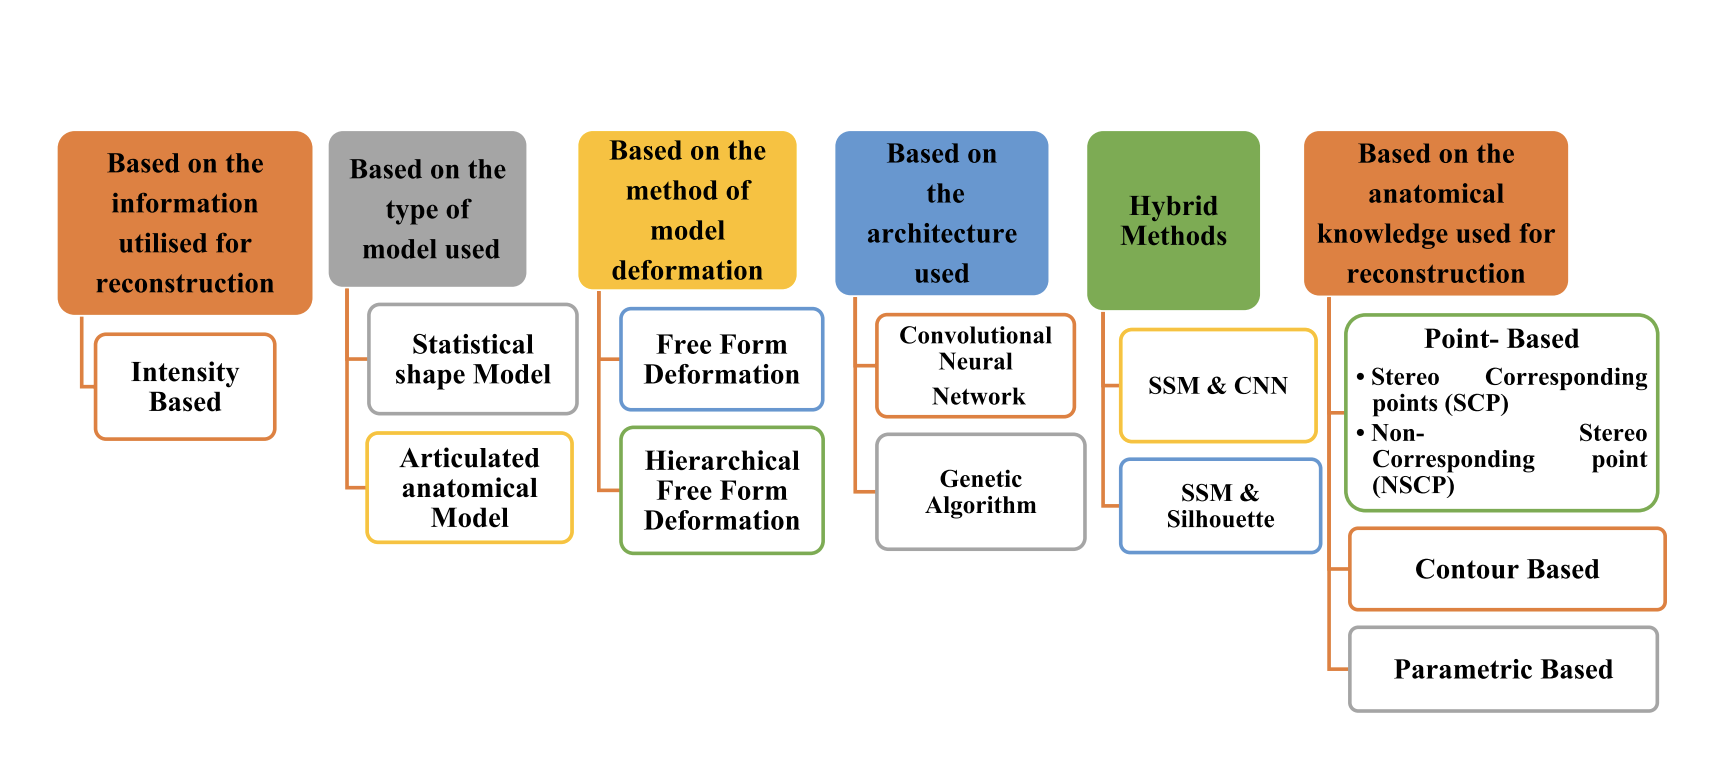 Based on the
information
utilised for
reconstruction
Intensity
Based
Based on the
type of
model used
Statistical
shape Model
Articulated
anatomical
Model
Based on the
method of
model
deformation
Free Form
Deformation
Hierarchical
Free Form
Deformation
Based on
the
architecture
used
Convolutional
Neural
Network
Genetic
Algorithm
Hybrid
Methods
SSM & CNN
SSM &
Silhouette
Based on the
anatomical
knowledge used for
reconstruction
Point- Based
• Stereo Corresponding
points (SCP)
• Non- Stereo
Corresponding point
(NSCP)
Contour Based
Parametric Based